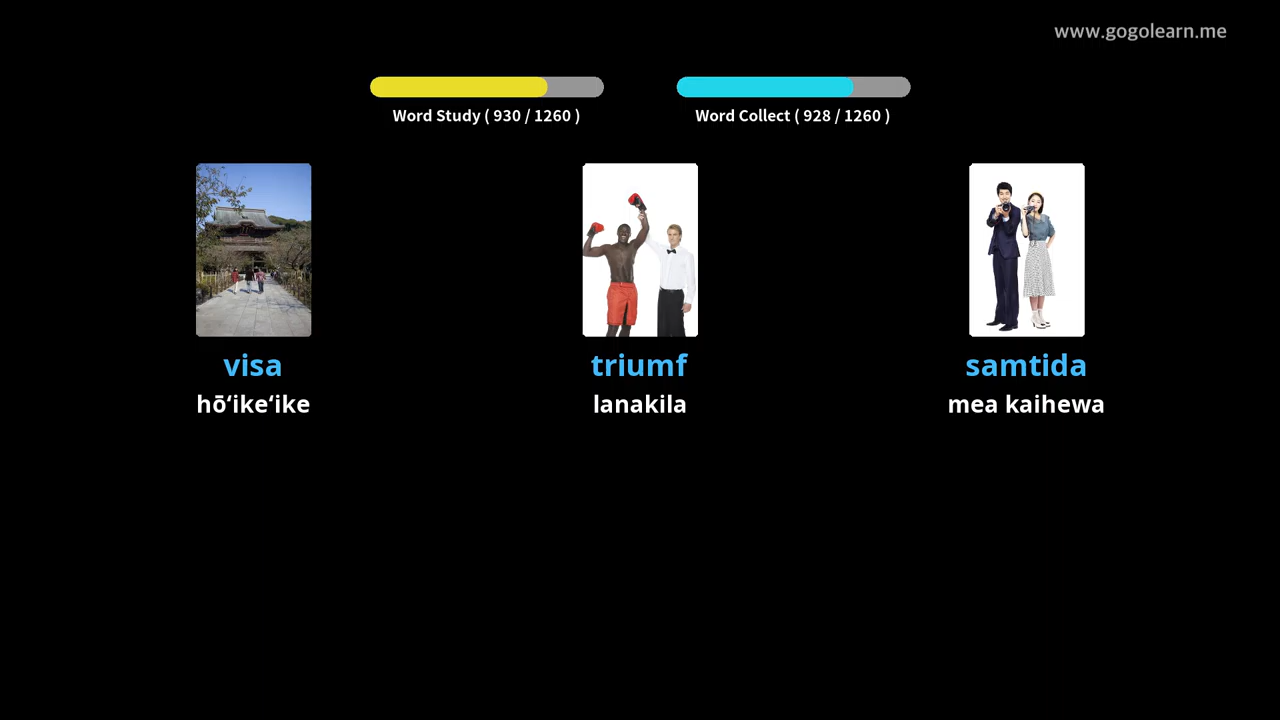 www.gogolearn.me
Word Study ( 930 / 1260 )
Word Collect ( 928 / 1260 )
visa
triumf
samtida
hōʻikeʻike
lanakila
mea kaihewa